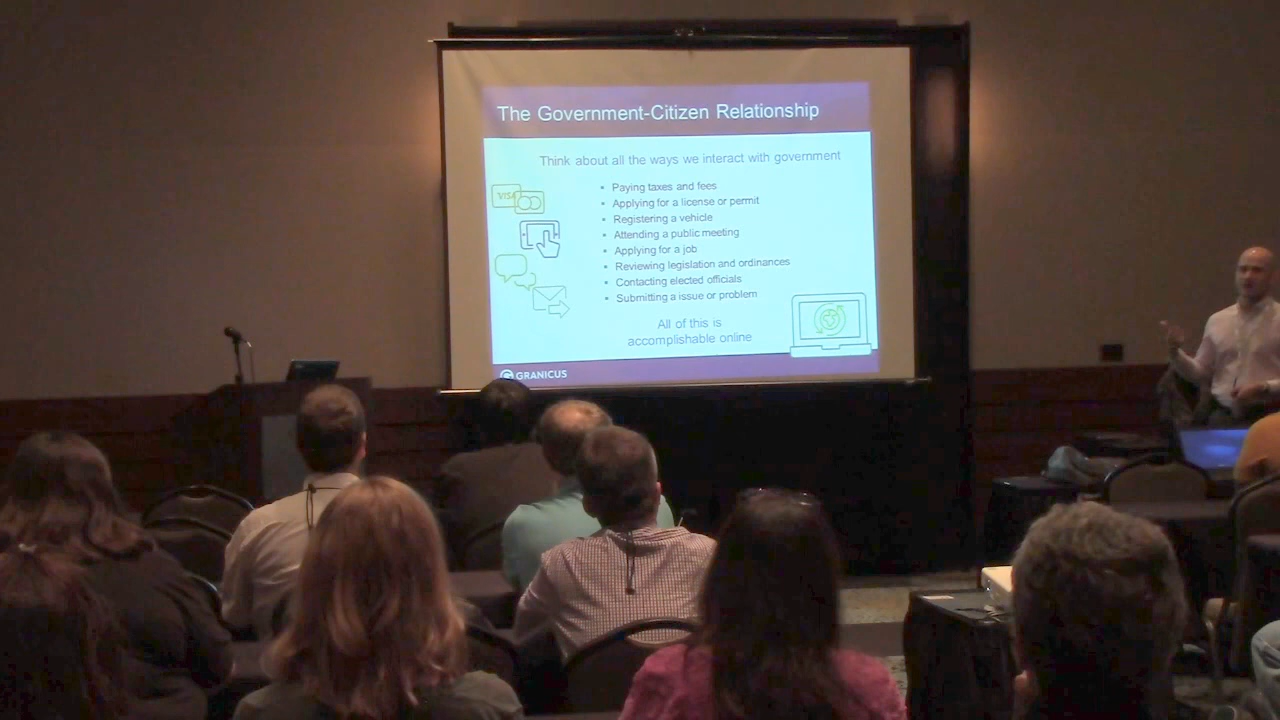 The Government-Citizen Relationship
Think about all the ways we interact with government
VISA
• Paying taxes and fees
• Applying for a license or permit
• Registering a vehicle
• Attending a public meeting
• Applying for a job
• Reviewing legislation and ordinances
• Contacting elected officials
• Submitting a issue or problem
All of this is
accomplishable online
GRANICUS